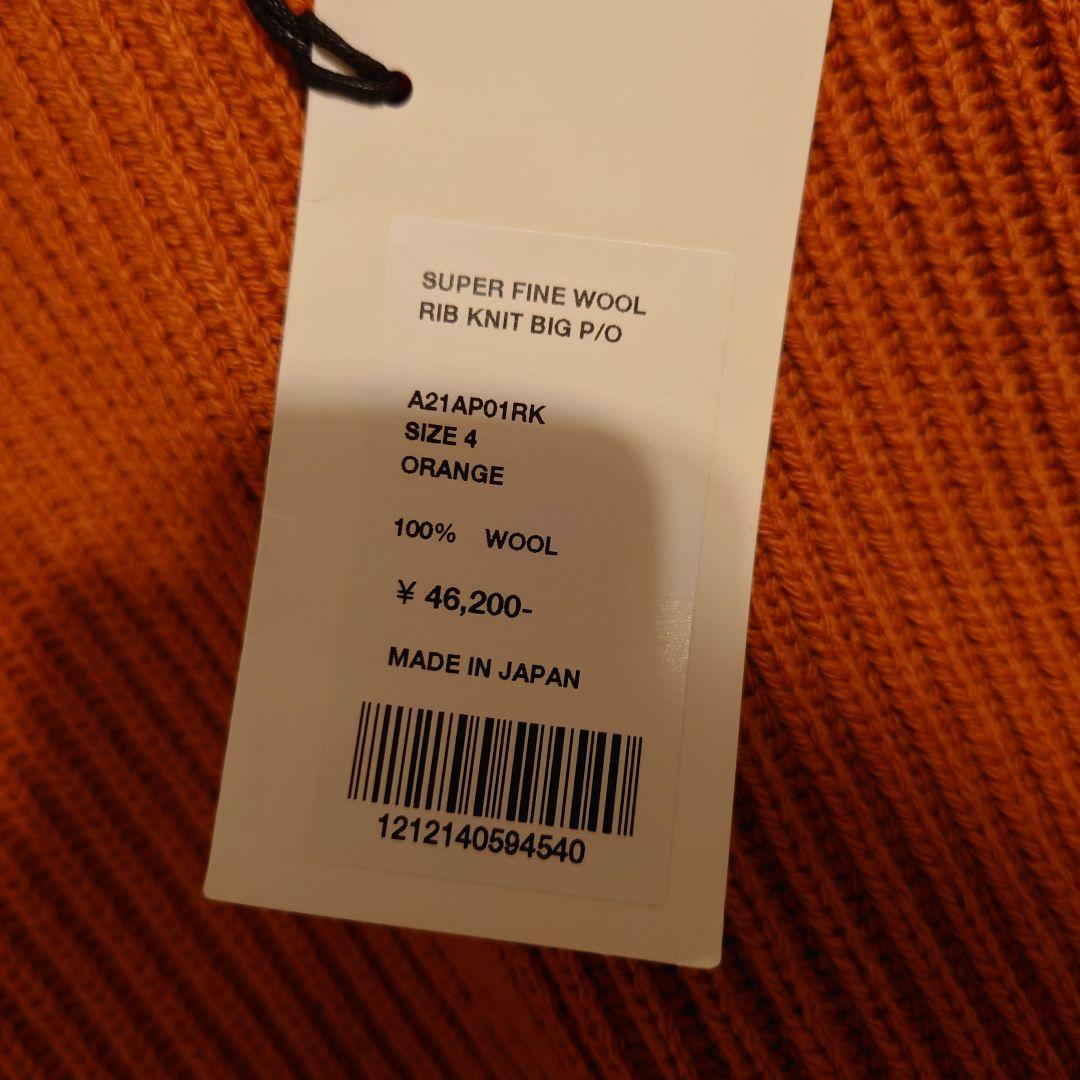 SUPER FINE WOOL
RIB KNIT BIG P/O
A21AP01RK
SIZE 4
ORANGE
100% WOOL
¥ 46,200-
MADE IN JAPAN
1212140594540